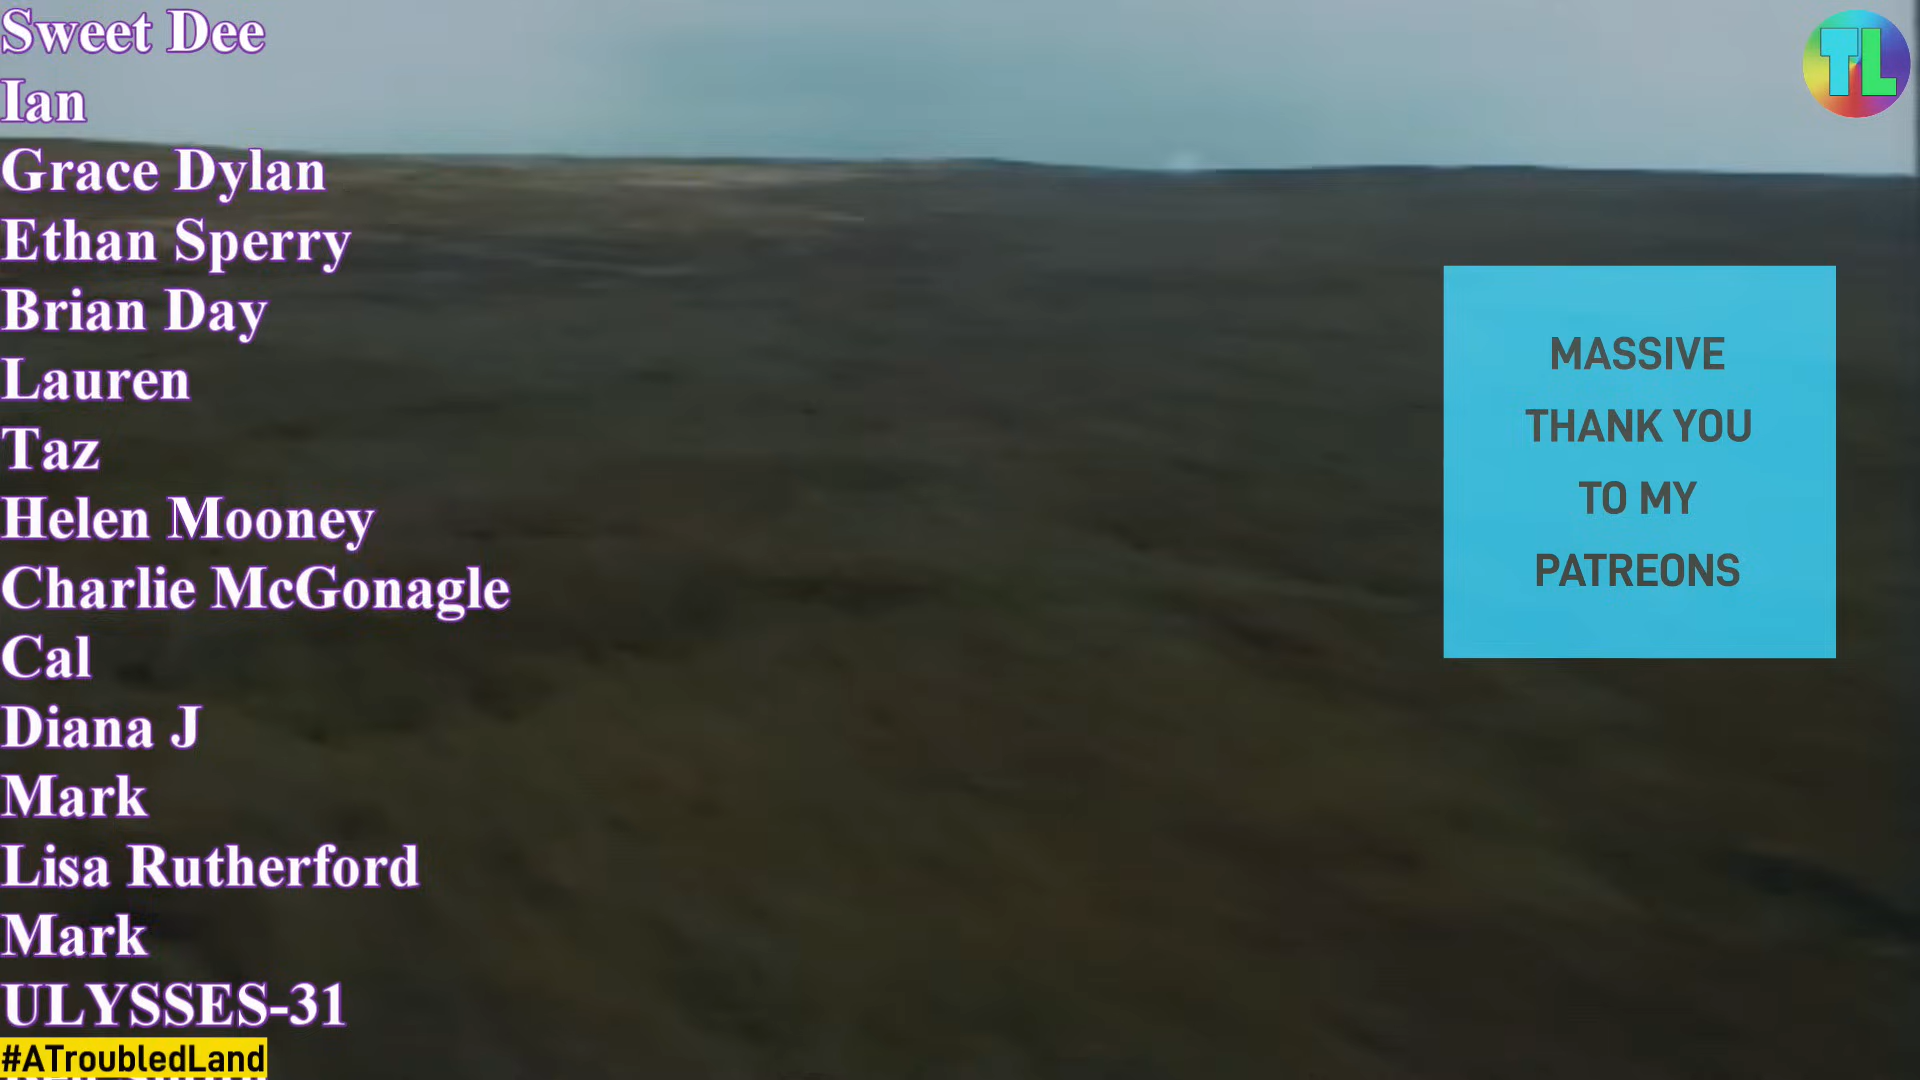 Sweet Dee
Ian
Grace Dylan
Ethan Sperry
Brian Day
Lauren
Taz
Helen Mooney
Charlie McGonagle
Cal
Diana J
Mark
Lisa Rutherford
Mark
ULYSSES-31
#ATroubledLand
TL
MASSIVE
THANK YOU
TO MY
PATREONS